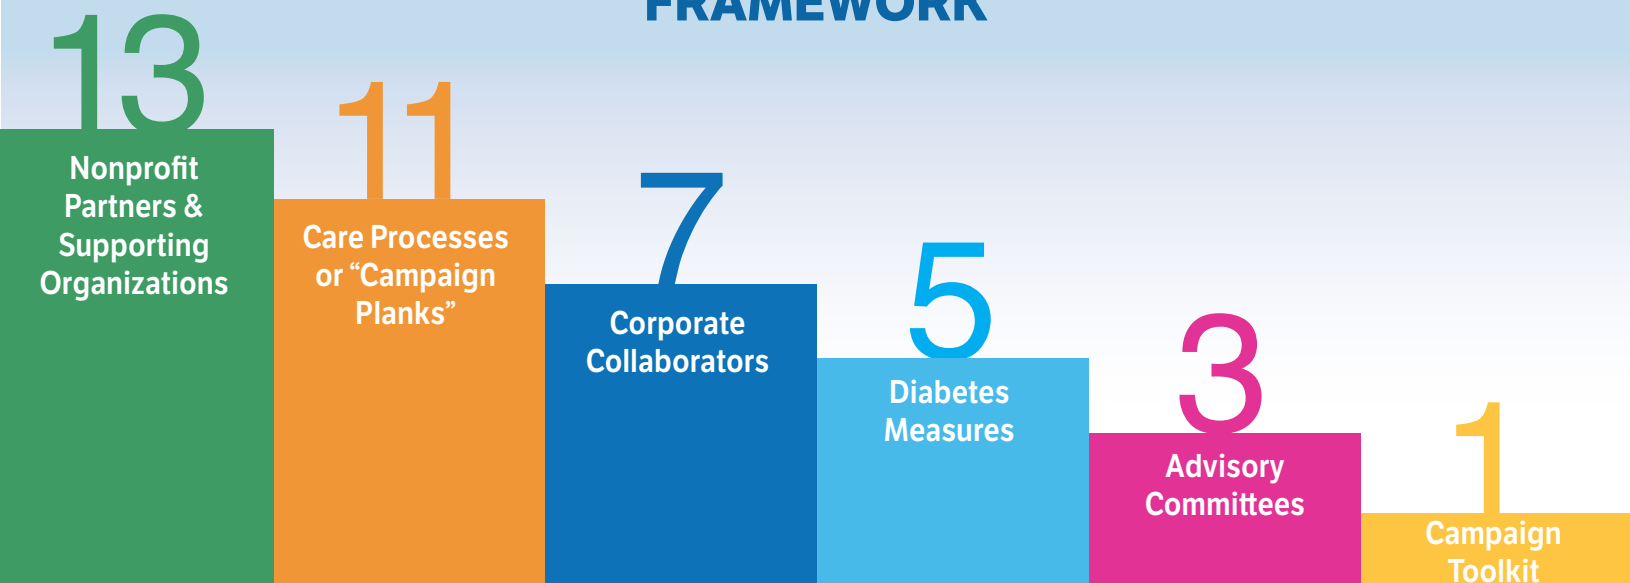 FRAMEWORK
13
Nonprofit
Partners &
Supporting
Organizations
11
Care Processes
or “Campaign
Planks”
7
Corporate
Collaborators
5
Diabetes
Measures
3
Advisory
Committees
1
Campaign
Toolkit